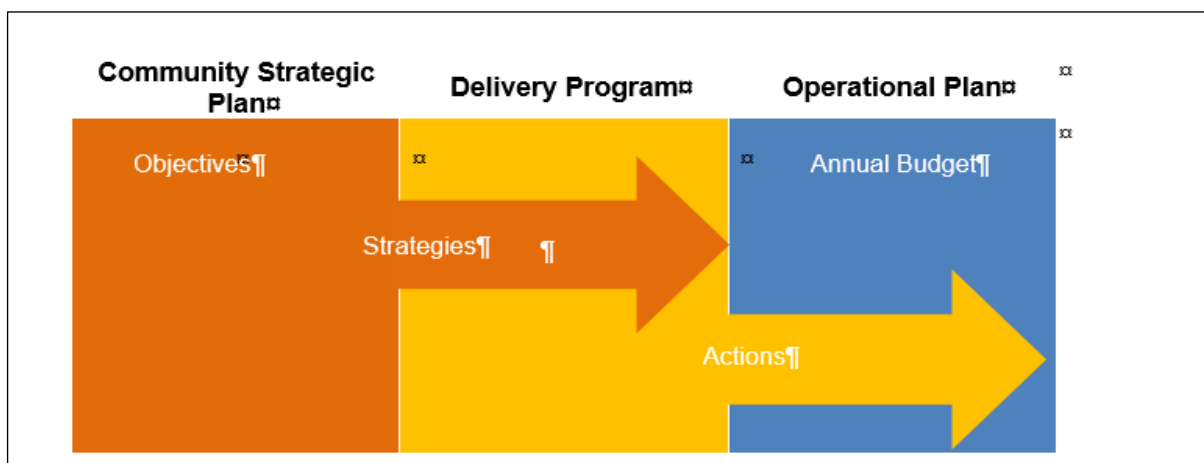 Community Strategic
Plan¤
Delivery Program¤
Operational Plan¤
¤
Objectives¤¶
¤
¤
Annual Budget¶
¤
Strategies¶
¶
Actions¶